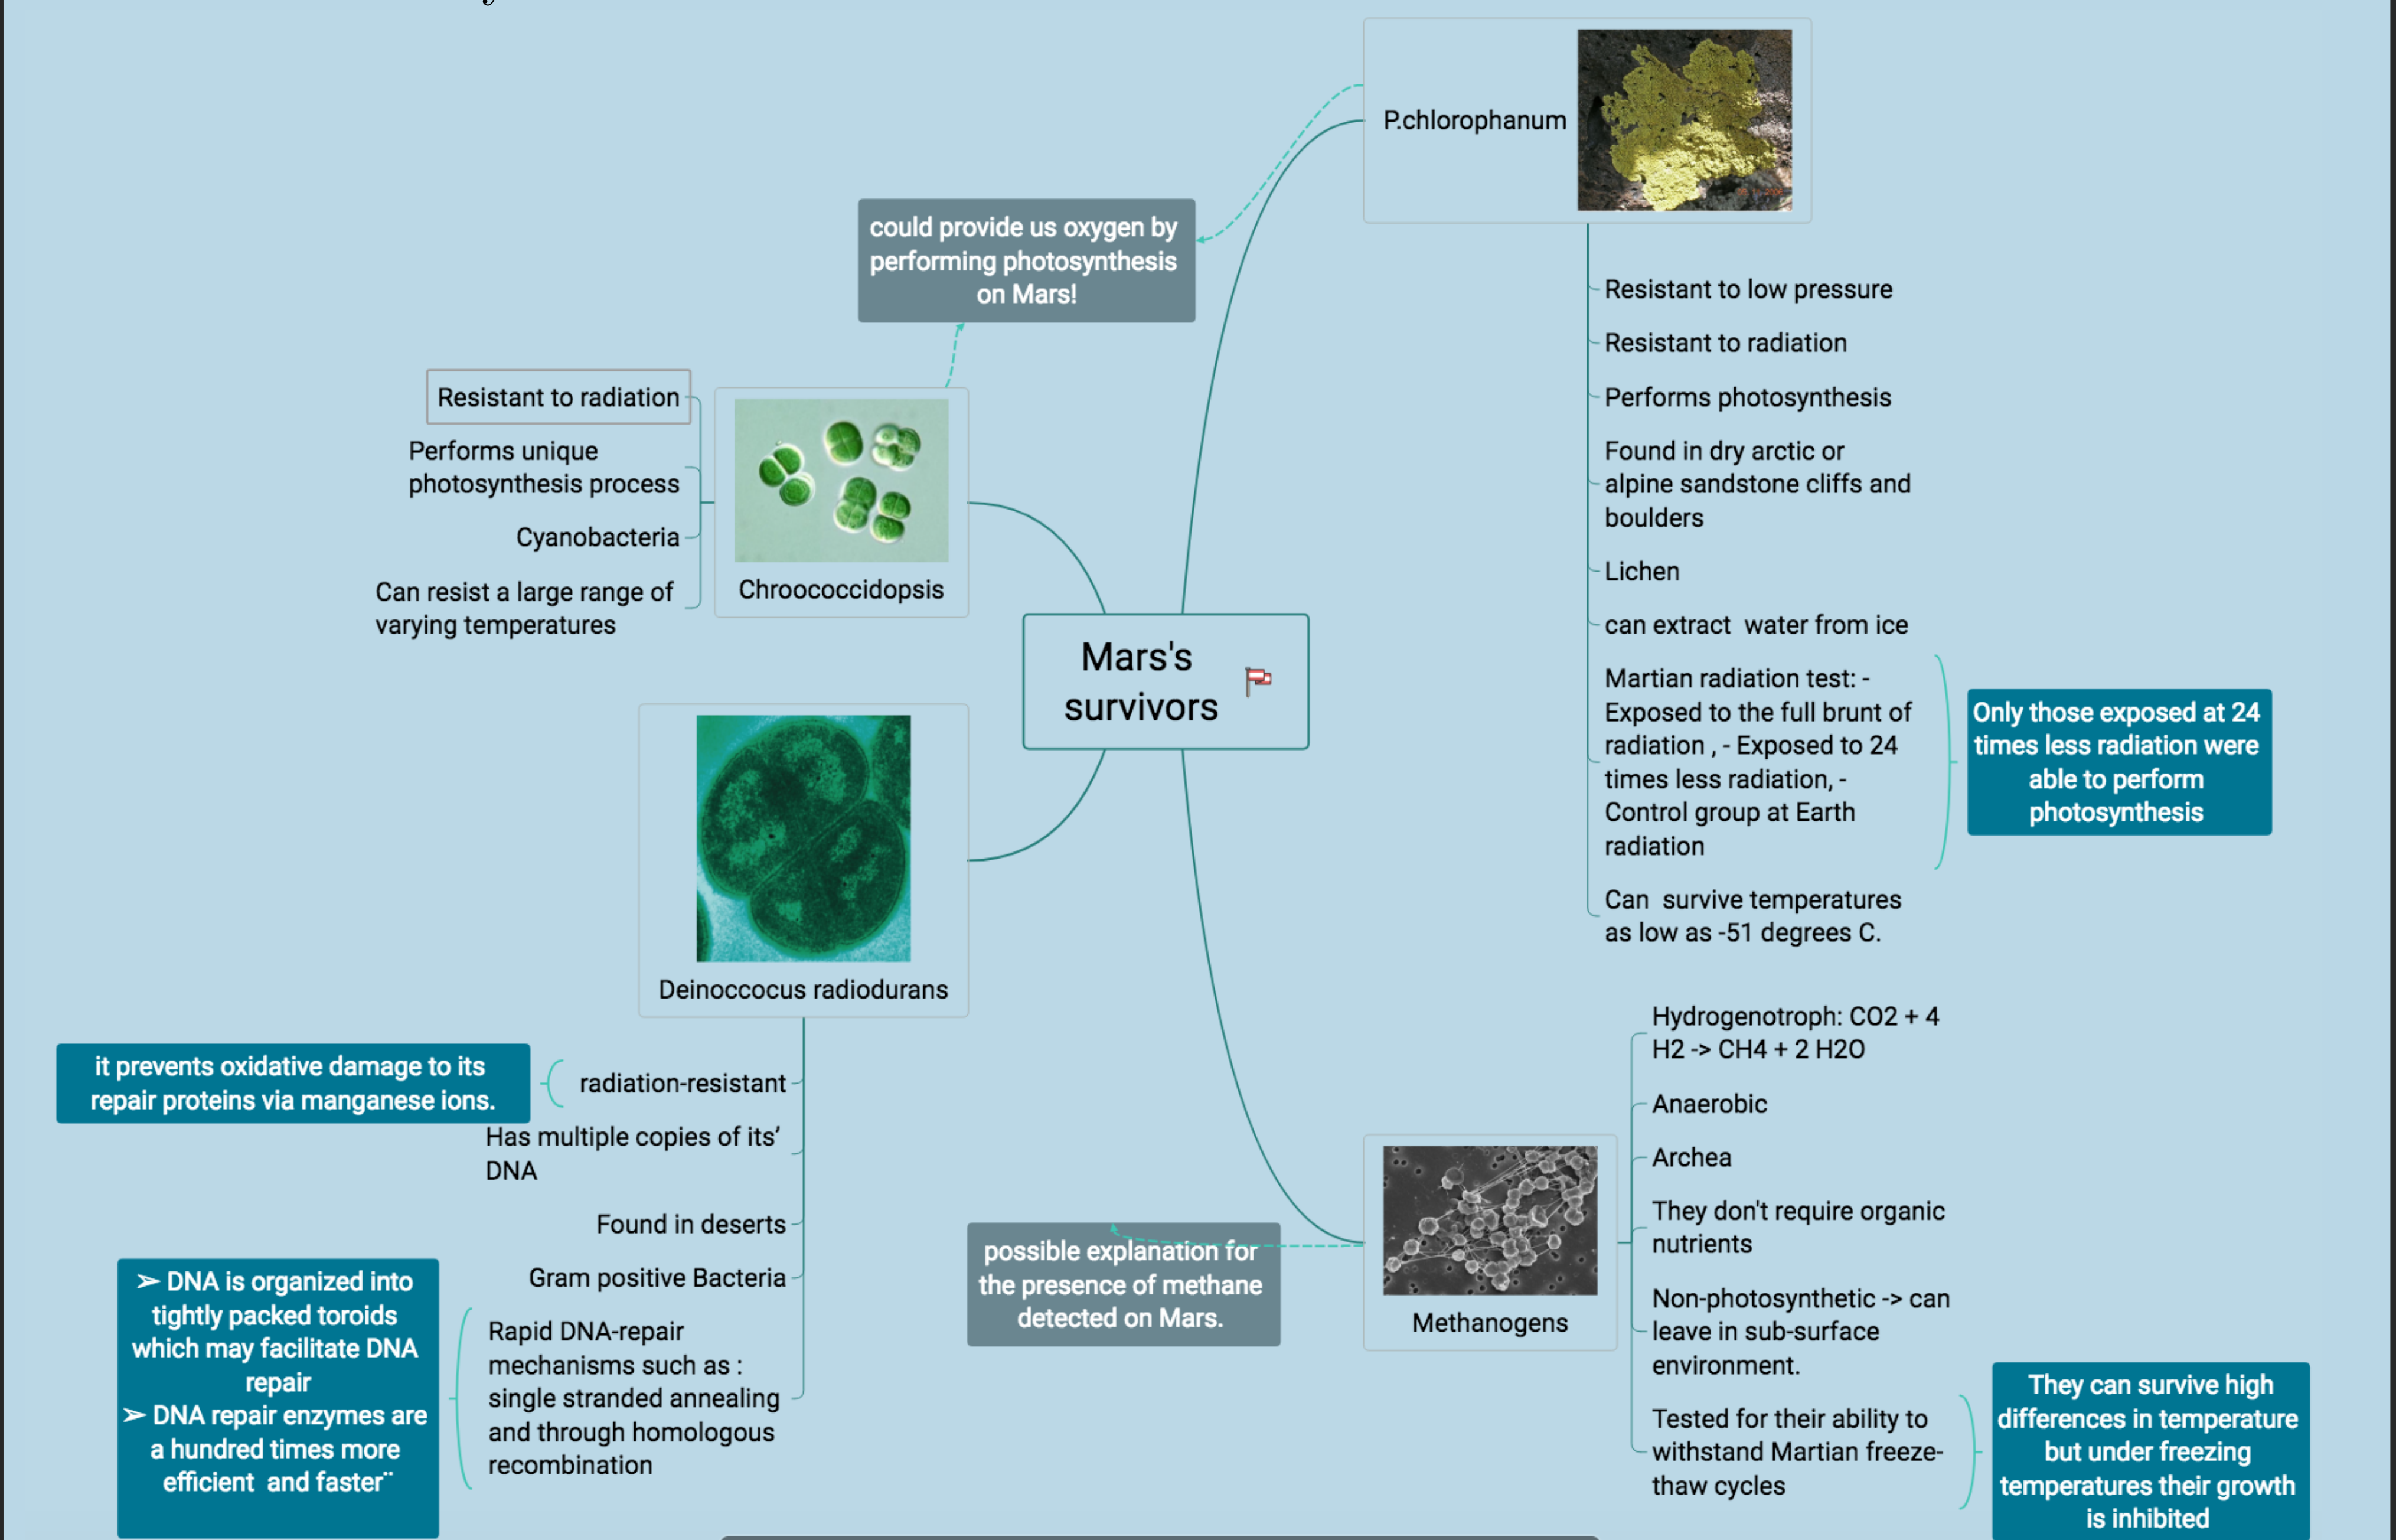 P.chlorophanum
could provide us oxygen by
performing photosynthesis
on Mars!
Resistant to low pressure
Resistant to radiation
Performs photosynthesis
Found in dry arctic or
alpine sandstone cliffs and
boulders
Lichen
can extract  water from ice
Martian radiation test: -
Exposed to the full brunt of
radiation , - Exposed to 24
times less radiation, -
Control group at Earth
radiation
Only those exposed at 24
times less radiation were
able to perform
photosynthesis
Can  survive temperatures
as low as -51 degrees C.
Resistant to radiation
Performs unique
photosynthesis process
Cyanobacteria
Can resist a large range of
varying temperatures
Chroococcidopsis
Mars's
survivors
Deinoccocus radiodurans
it prevents oxidative damage to its
repair proteins via manganese ions.
radiation-resistant
Has multiple copies of its’
DNA
Found in deserts
Gram positive Bacteria
Rapid DNA-repair
mechanisms such as :
single stranded annealing
and through homologous
recombination
➢ DNA is organized into
tightly packed toroids
which may facilitate DNA
repair
➢ DNA repair enzymes are
a hundred times more
efficient  and faster¨
possible explanation for
the presence of methane
detected on Mars.
Methanogens
Hydrogenotroph: CO2 + 4
H2 -> CH4 + 2 H2O
Anaerobic
Archea
They don't require organic
nutrients
Non-photosynthetic -> can
leave in sub-surface
environment.
Tested for their ability to
withstand Martian freeze-
thaw cycles
They can survive high
differences in temperature
but under freezing
temperatures their growth
is inhibited